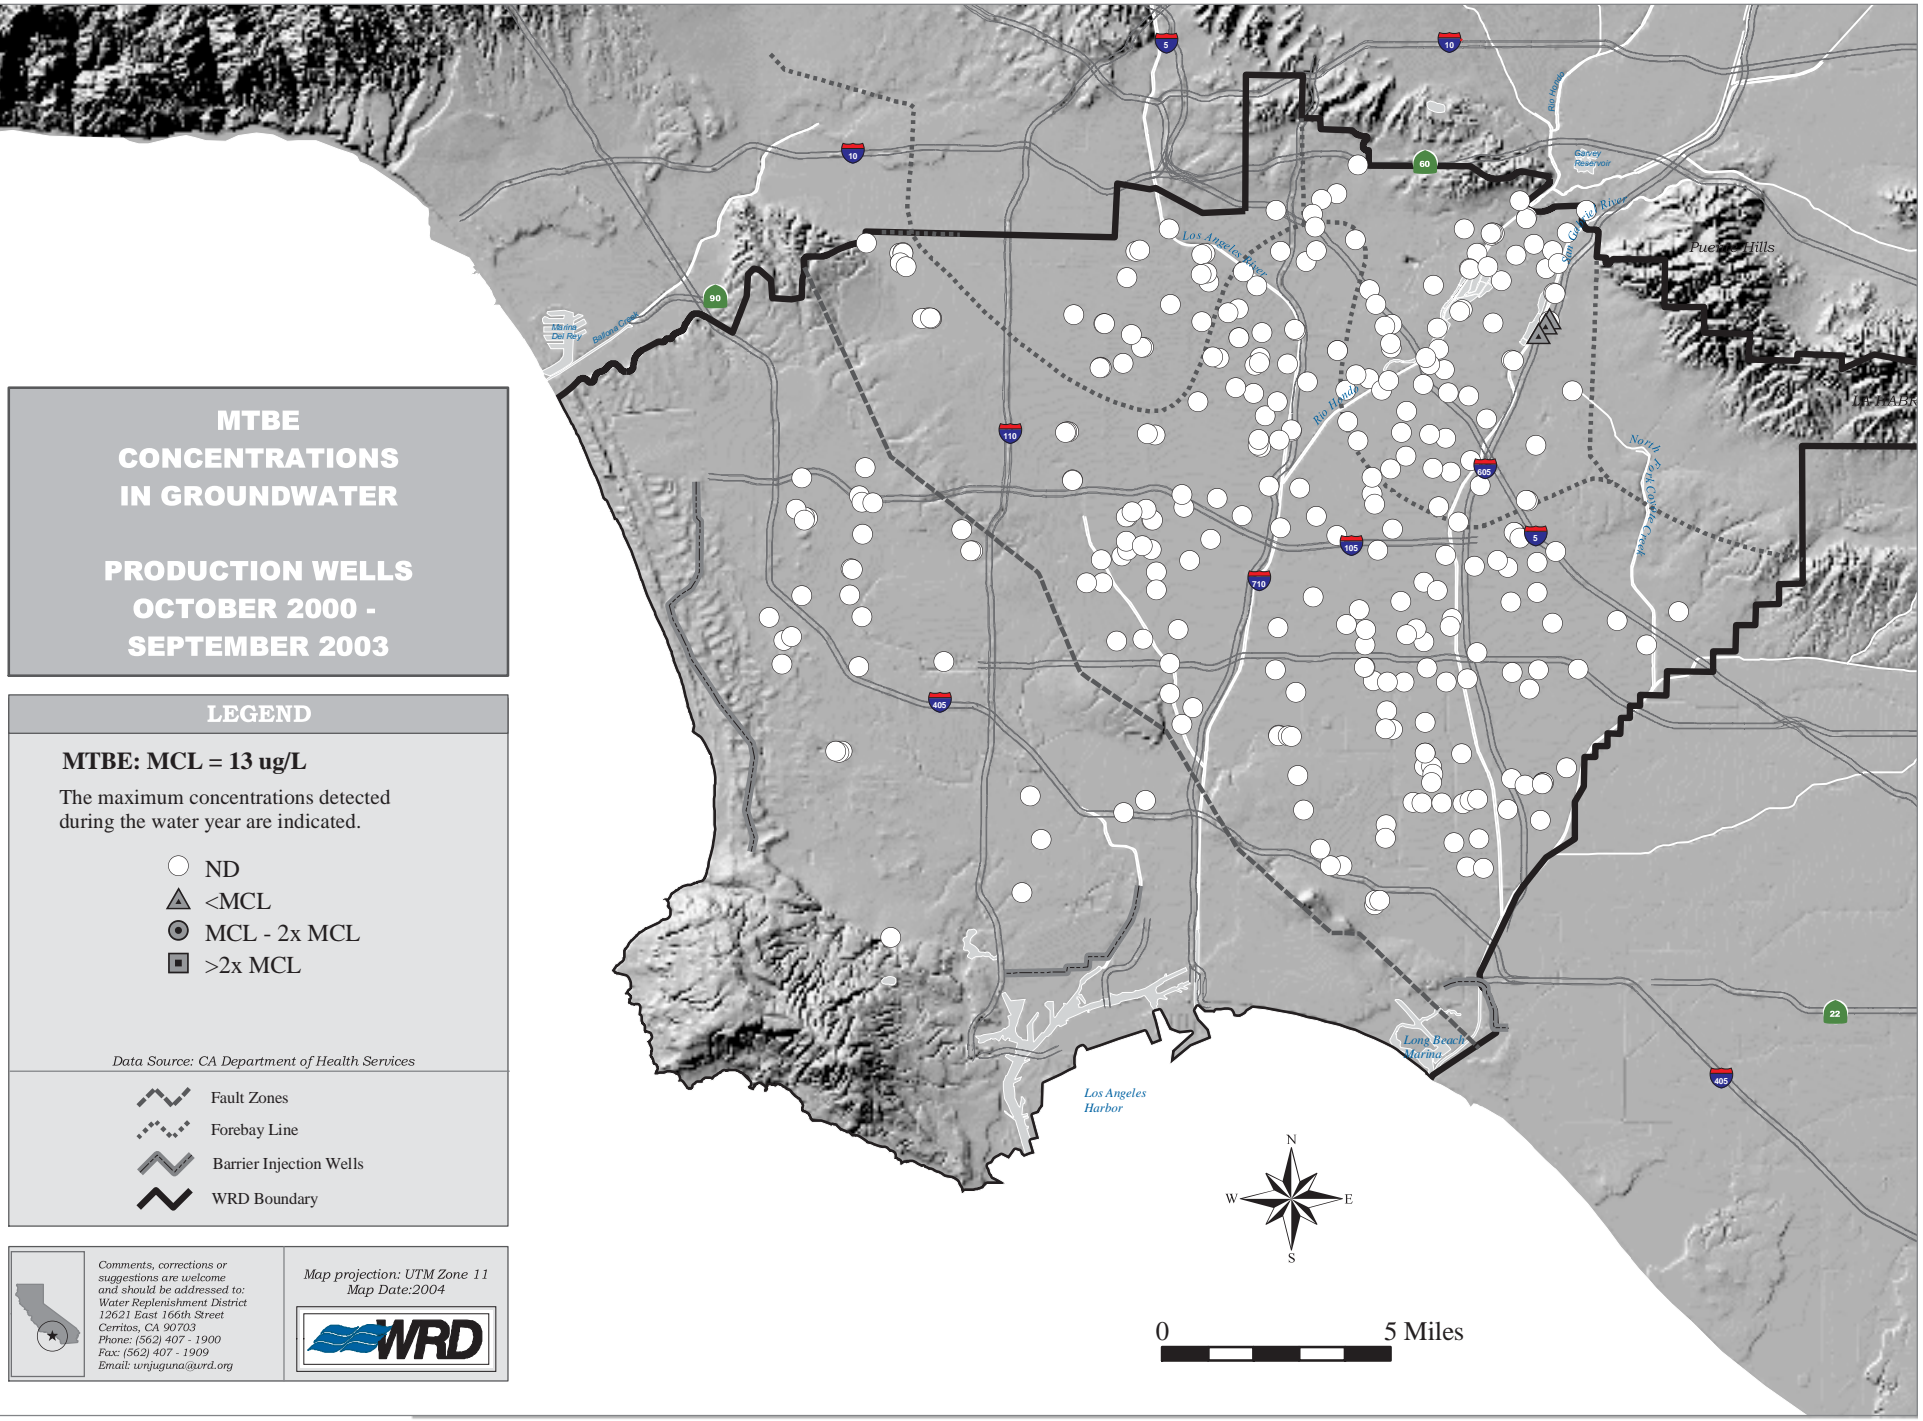 MTBE
CONCENTRATIONS
IN GROUNDWATER
PRODUCTION WELLS
OCTOBER 2000 -
SEPTEMBER 2003
LEGEND
MTBE: MCL = 13 ug/L
The maximum concentrations detected
during the water year are indicated.
ND
<MCL
MCL - 2x MCL
>2x MCL
Data Source: CA Department of Health Services
Fault Zones
Forebay Line
Barrier Injection Wells
WRD Boundary
Comments, corrections or
suggestions are welcome
and should be addressed to:
Water Replenishment District
12621 East 166th Street
Cerritos, CA 90703
Phone: (562) 407 - 1900
Fax: (562) 407 - 1909
Email: wnjuguna@wrd.org
Map projection: UTM Zone 11
Map Date:2004
WRD
5
10
Rio Hondo
10
60
Garvey
Reservoir
Los Angeles River
River
Puente Hills
90
Marina
Del Rey
Ballona Creek
Rio Hondo
110
North Fork Coyote Creek
605
5
105
710
405
22
Long Beach
Marina
405
Los Angeles
Harbor
N
W
E
S
0
5 Miles